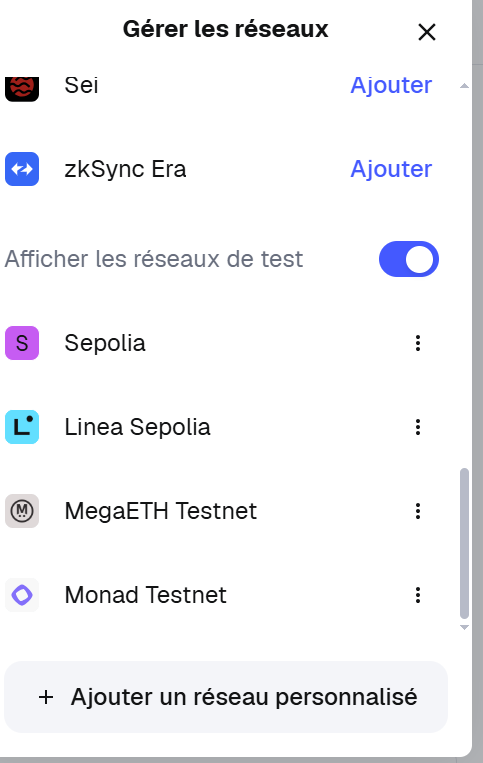 Gérer les réseaux
Sei Ajouter
zkSync Era Ajouter
Afficher les réseaux de test
S Sepolia
L Linea Sepolia
M MegaETH Testnet
Monad Testnet
+ Ajouter un réseau personnalisé